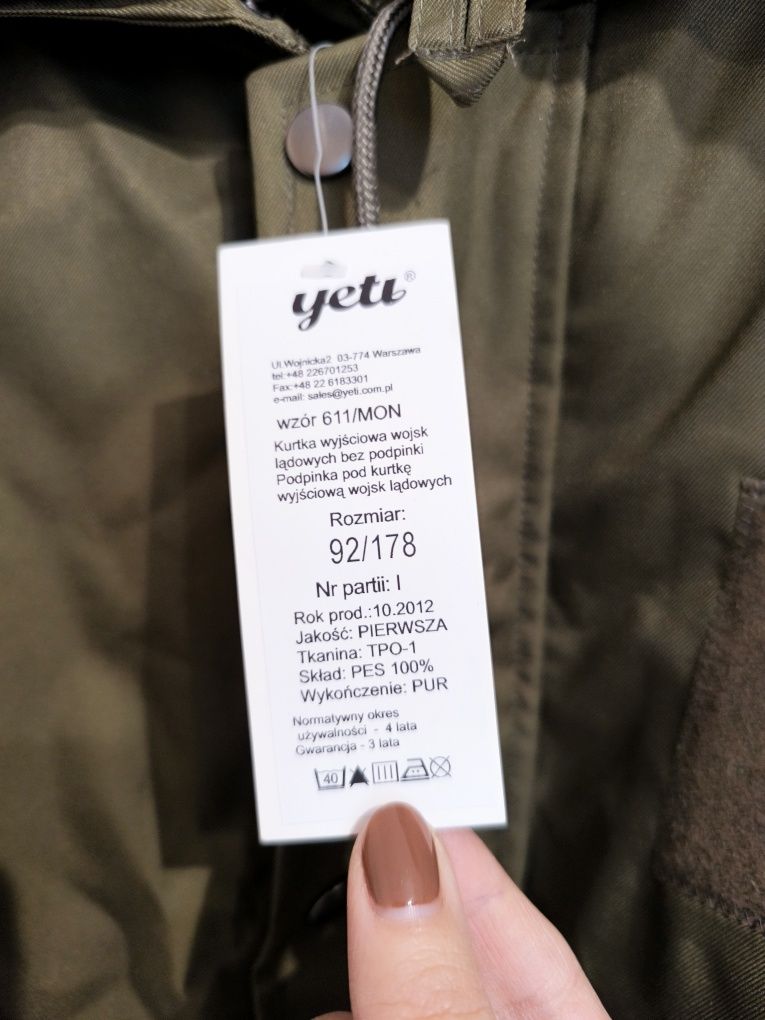 yeti®
Ul.Wojnicka2 03-774 Warszawa
tel:+48 226701253
Fax:+48 22 6183301
e-mail: sales@yeti.com.pl
wzór 611/MON
Kurtka wyjściowa wojsk
lądowych bez podpinki
Podpinka pod kurtkę
wyjściową wojsk lądowych
Rozmiar:
92/178
Nr partii: I
Rok prod.:10.2012
Jakość: PIERWSZA
Tkanina: TPO-1
Skład: PES 100%
Wykończenie: PUR
Normatywny okres
używalności - 4 lata
Gwarancja - 3 lata
40